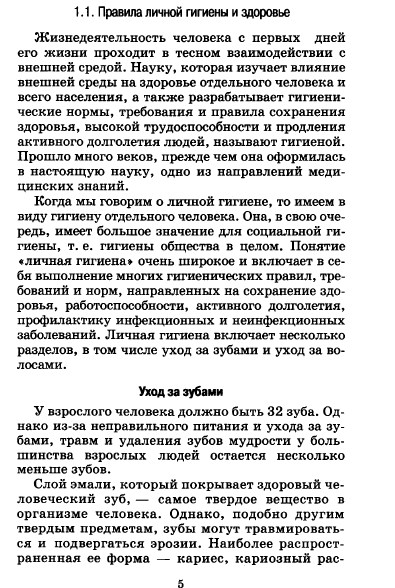 1.1. Правила личной гигиены и здоровье
Жизнедеятельность человека с первых дней
его жизни проходит в тесном взаимодействии с
внешней средой. Науку, которая изучает влияние
внешней среды на здоровье отдельного человека и
всего населения, а также разрабатывает гигиени-
ческие нормы, требования и правила сохранения
здоровья, высокой трудоспособности и продления
активного долголетия людей, называют гигиеной.
Прошло много веков, прежде чем она оформилась
в настоящую науку, одно из направлений меди-
цинских знаний.
Когда мы говорим о личной гигиене, то имеем в
виду гигиену отдельного человека. Она, в свою оче-
редь, имеет большое значение для социальной ги-
гиены, т. е. гигиены общества в целом. Понятие
«личная гигиена» очень широкое и включает в се-
бя выполнение многих гигиенических правил, тре-
бований и норм, направленных на сохранение здо-
ровья, работоспособности, активного долголетия,
профилактику инфекционных и неинфекционных
заболеваний. Личная гигиена включает несколько
разделов, в том числе уход за зубами и уход за во-
лосами.
Уход за зубами
У взрослого человека должно быть 32 зуба. Од-
нако из-за неправильного питания и ухода за зу-
бами, травм и удаления зубов мудрости у боль-
шинства взрослых людей остается несколько
меньше зубов.
Слой эмали, который покрывает здоровый че-
ловеческий зуб, — самое твердое вещество в
организме человека. Однако, подобно другим
твердым предметам, зубы могут травмировать-
ся и подвергаться эрозии. Наиболее распрост-
раненная ее форма — кариес, кариозный рас-
5